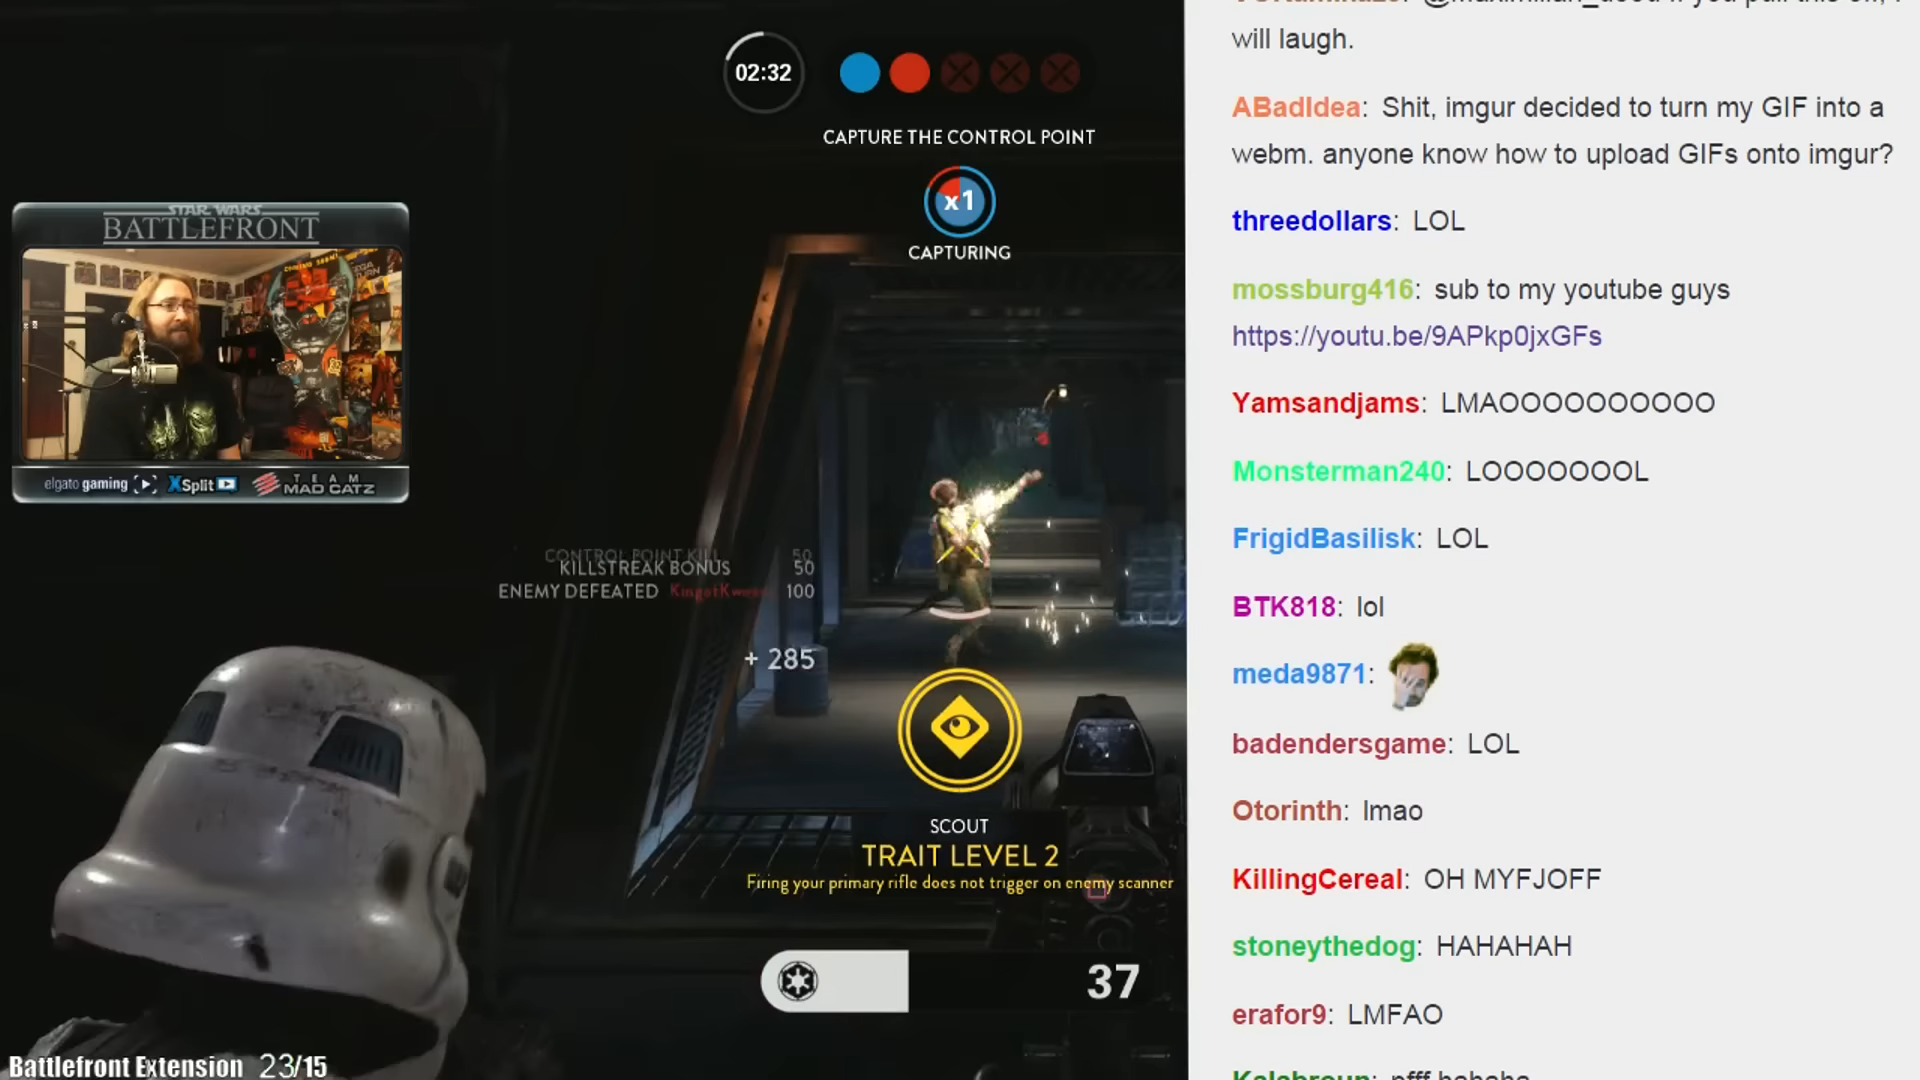 will laugh.
02:32
CAPTURE THE CONTROL POINT
x1
CAPTURING
STAR WARS
BATTLEFRONT
elgato gaming XSplit TEAM MAD CATZ
CONTROL POINT KILL 50
KILLSTREAK BONUS 50
ENEMY DEFEATED 100
+ 285
SCOUT
TRAIT LEVEL 2
Firing your primary rifle does not trigger on enemy scanner
37
Battlefront Extension 23/15
ABadIdea: Shit, imgur decided to turn my GIF into a
webm. anyone know how to upload GIFs onto imgur?
threedollars: LOL
mossburg416: sub to my youtube guys
https://youtu.be/9APkp0jxGFs
Yamsandjams: LMAOOOOOOOOOO
Monsterman240: LOOOOOOOL
FrigidBasilisk: LOL
BTK818: lol
meda9871:
badendersgame: LOL
Otorinth: lmao
KillingCereal: OH MYFJOFF
stoneythedog: HAHAHAH
erafor9: LMFAO